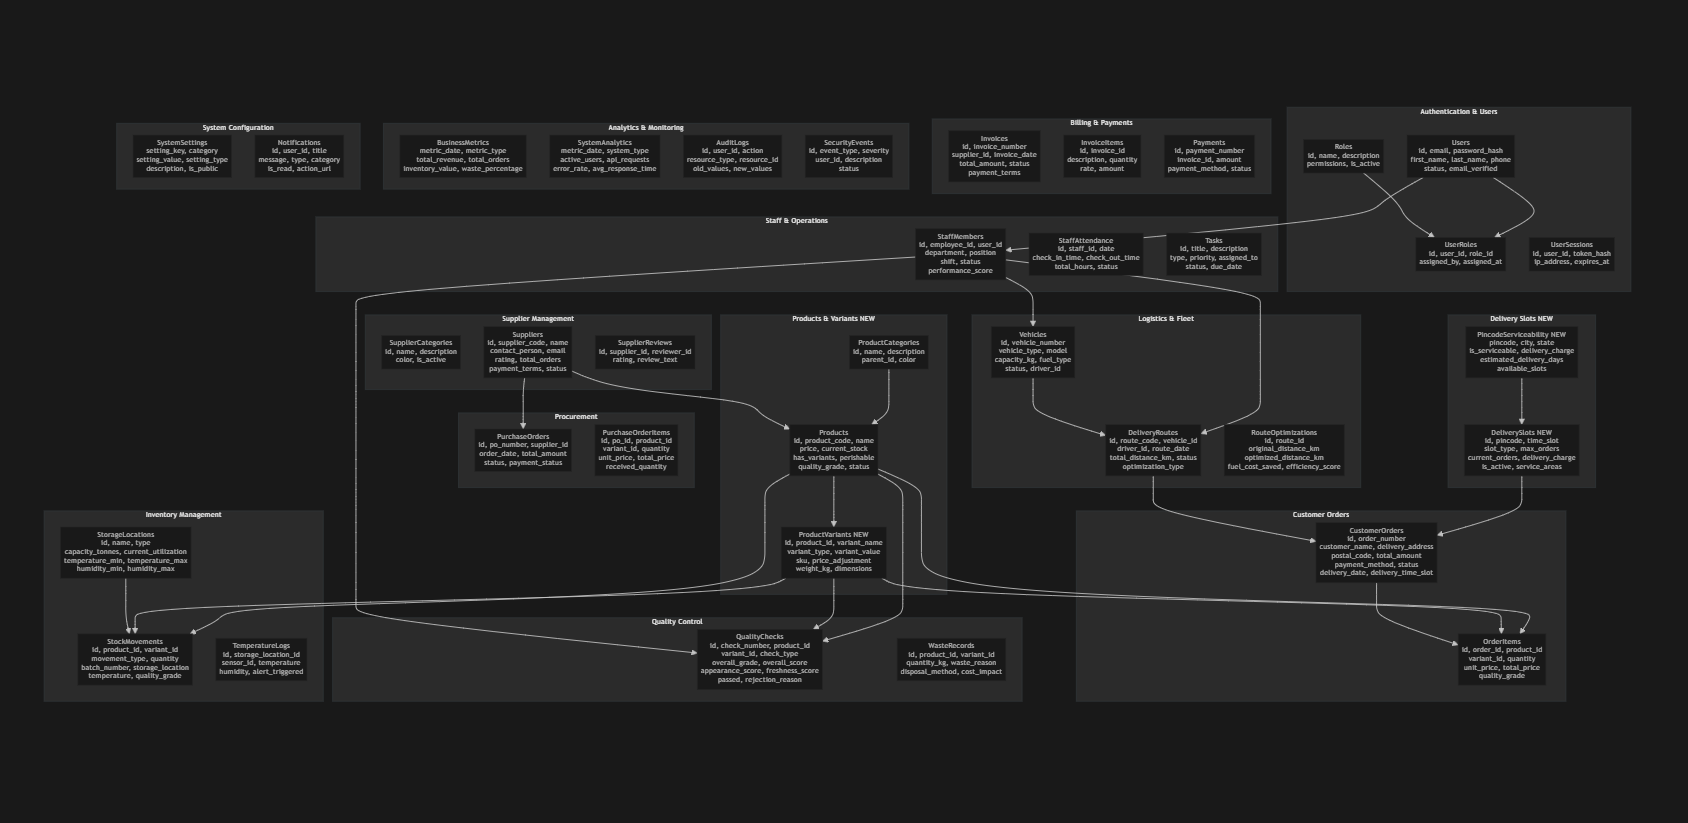 System Configuration
SystemSettings
setting_key, category
setting_value, setting_type
description, is_public
Notifications
id, user_id, title
message, type, category
is_read, action_url
Analytics & Monitoring
BusinessMetrics
metric_date, metric_type
total_revenue, total_orders
inventory_value, waste_percentage
SystemAnalytics
metric_date, system_type
active_users, api_requests
error_rate, avg_response_time
AuditLogs
id, user_id, action
resource_type, resource_id
old_values, new_values
SecurityEvents
id, event_type, severity
user_id, description
status
Billing & Payments
Invoices
id, invoice_number
supplier_id, invoice_date
total_amount, status
payment_terms
InvoiceItems
id, invoice_id
description, quantity
rate, amount
Payments
id, payment_number
invoice_id, amount
payment_method, status
Authentication & Users
Roles
id, name, description
permissions, is_active
Users
id, email, password_hash
first_name, last_name, phone
status, email_verified
UserRoles
id, user_id, role_id
assigned_by, assigned_at
UserSessions
id, user_id, token_hash
ip_address, expires_at
Staff & Operations
StaffMembers
id, employee_id, user_id
department, position
shift, status
performance_score
StaffAttendance
id, staff_id, date
check_in_time, check_out_time
total_hours, status
Tasks
id, title, description
type, priority, assigned_to
status, due_date
Supplier Management
SupplierCategories
id, name, description
color, is_active
Suppliers
id, supplier_code, name
contact_person, email
rating, total_orders
payment_terms, status
SupplierReviews
id, supplier_id, reviewer_id
rating, review_text
Products & Variants NEW
ProductCategories
id, name, description
parent_id, color
Products
id, product_code, name
price, current_stock
has_variants, perishable
quality_grade, status
ProductVariants NEW
id, product_id, variant_name
variant_type, variant_value
sku, price_adjustment
weight_kg, dimensions
Logistics & Fleet
Vehicles
id, vehicle_number
vehicle_type, model
capacity_kg, fuel_type
status, driver_id
DeliveryRoutes
id, route_code, vehicle_id
driver_id, route_date
total_distance_km, status
optimization_type
RouteOptimizations
id, route_id
original_distance_km
optimized_distance_km
fuel_cost_saved, efficiency_score
Delivery Slots NEW
PincodeServiceability NEW
pincode, city, state
is_serviceable, delivery_charge
estimated_delivery_days
available_slots
DeliverySlots NEW
id, pincode, time_slot
slot_type, max_orders
current_orders, delivery_charge
is_active, service_areas
Procurement
PurchaseOrders
id, po_number, supplier_id
order_date, total_amount
status, payment_status
PurchaseOrderItems
id, po_id, product_id
variant_id, quantity
unit_price, total_price
received_quantity
Inventory Management
StorageLocations
id, name, type
capacity_tonnes, current_utilization
temperature_min, temperature_max
humidity_min, humidity_max
StockMovements
id, product_id, variant_id
movement_type, quantity
batch_number, storage_location
temperature, quality_grade
TemperatureLogs
id, storage_location_id
sensor_id, temperature
humidity, alert_triggered
Quality Control
QualityChecks
id, check_number, product_id
variant_id, check_type
overall_grade, overall_score
appearance_score, freshness_score
passed, rejection_reason
WasteRecords
id, product_id, variant_id
quantity_kg, waste_reason
disposal_method, cost_impact
Customer Orders
CustomerOrders
id, order_number
customer_name, delivery_address
postal_code, total_amount
payment_method, status
delivery_date, delivery_time_slot
OrderItems
id, order_id, product_id
variant_id, quantity
unit_price, total_price
quality_grade